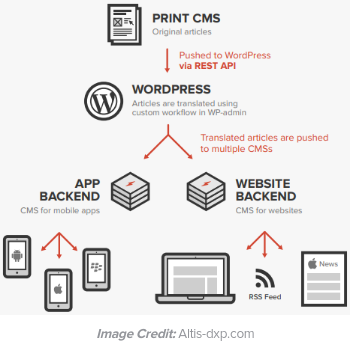 PRINT CMS
Original articles
Pushed to WordPress
via REST API
WORDPRESS
Articles are translated using
custom workflow in WP-admin
Translated articles are pushed
to multiple CMSs
APP
BACKEND
CMS for mobile apps
WEBSITE
BACKEND
CMS for websites
RSS Feed
News
Image Credit: Altis-dxp.com